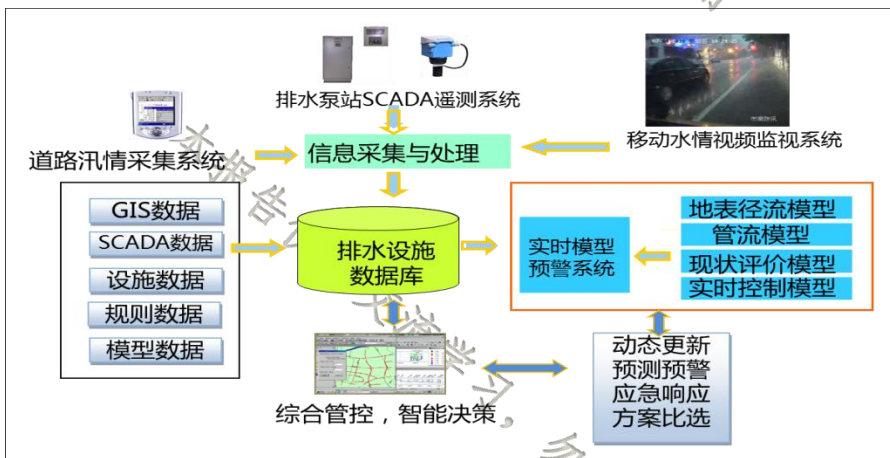 排水泵站SCADA遥测系统
移动水情视频监视系统
道路汛情采集系统
信息采集与处理
GIS数据
SCADA数据
设施数据
规则数据
模型数据
排水设施
数据库
实时模型
预警系统
地表径流模型
管流模型
现状评价模型
实时控制模型
综合管控，智能决策
动态更新
预测预警
应急响应
方案比选
本报告
学习，